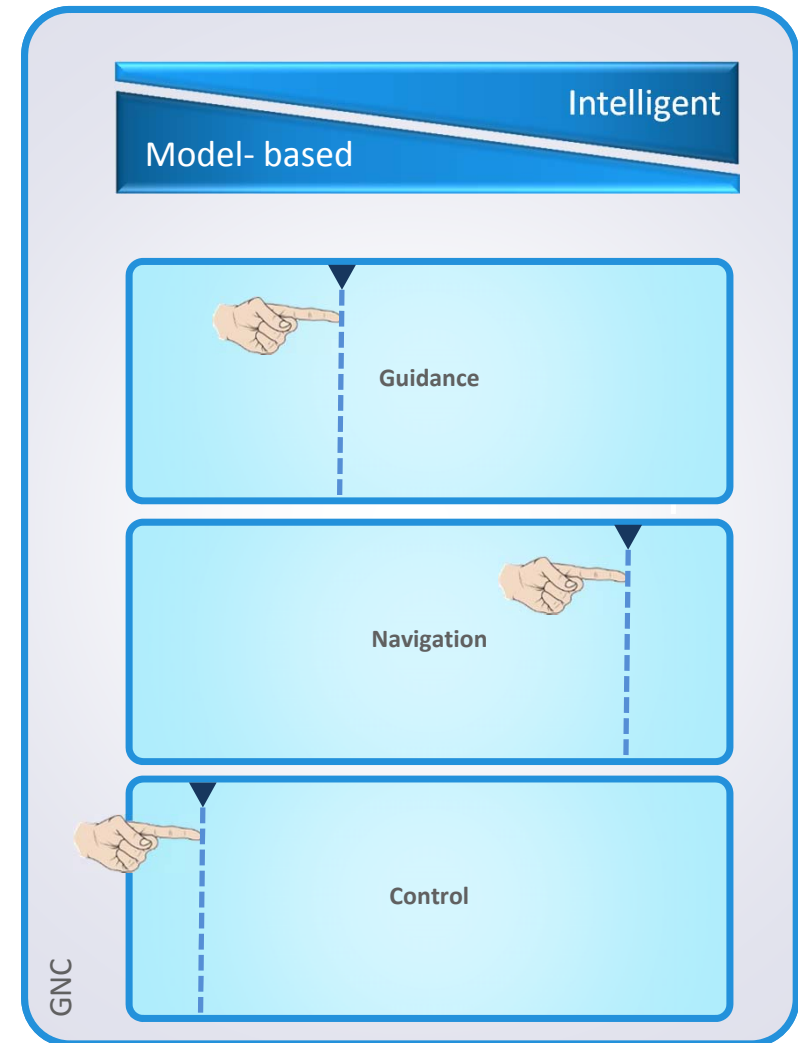 Intelligent
Model- based
Guidance
Navigation
Control
GNC